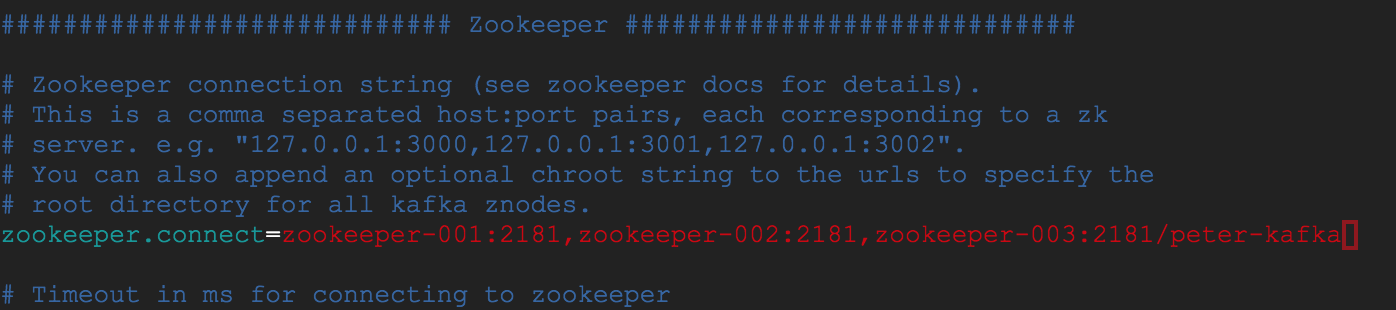 ############################# Zookeeper #############################
# Zookeeper connection string (see zookeeper docs for details).
# This is a comma separated host:port pairs, each corresponding to a zk
# server. e.g. "127.0.0.1:3000,127.0.0.1:3001,127.0.0.1:3002".
# You can also append an optional chroot string to the urls to specify the
# root directory for all kafka znodes.
zookeeper.connect=zookeeper-001:2181,zookeeper-002:2181,zookeeper-003:2181/peter-kafka
# Timeout in ms for connecting to zookeeper